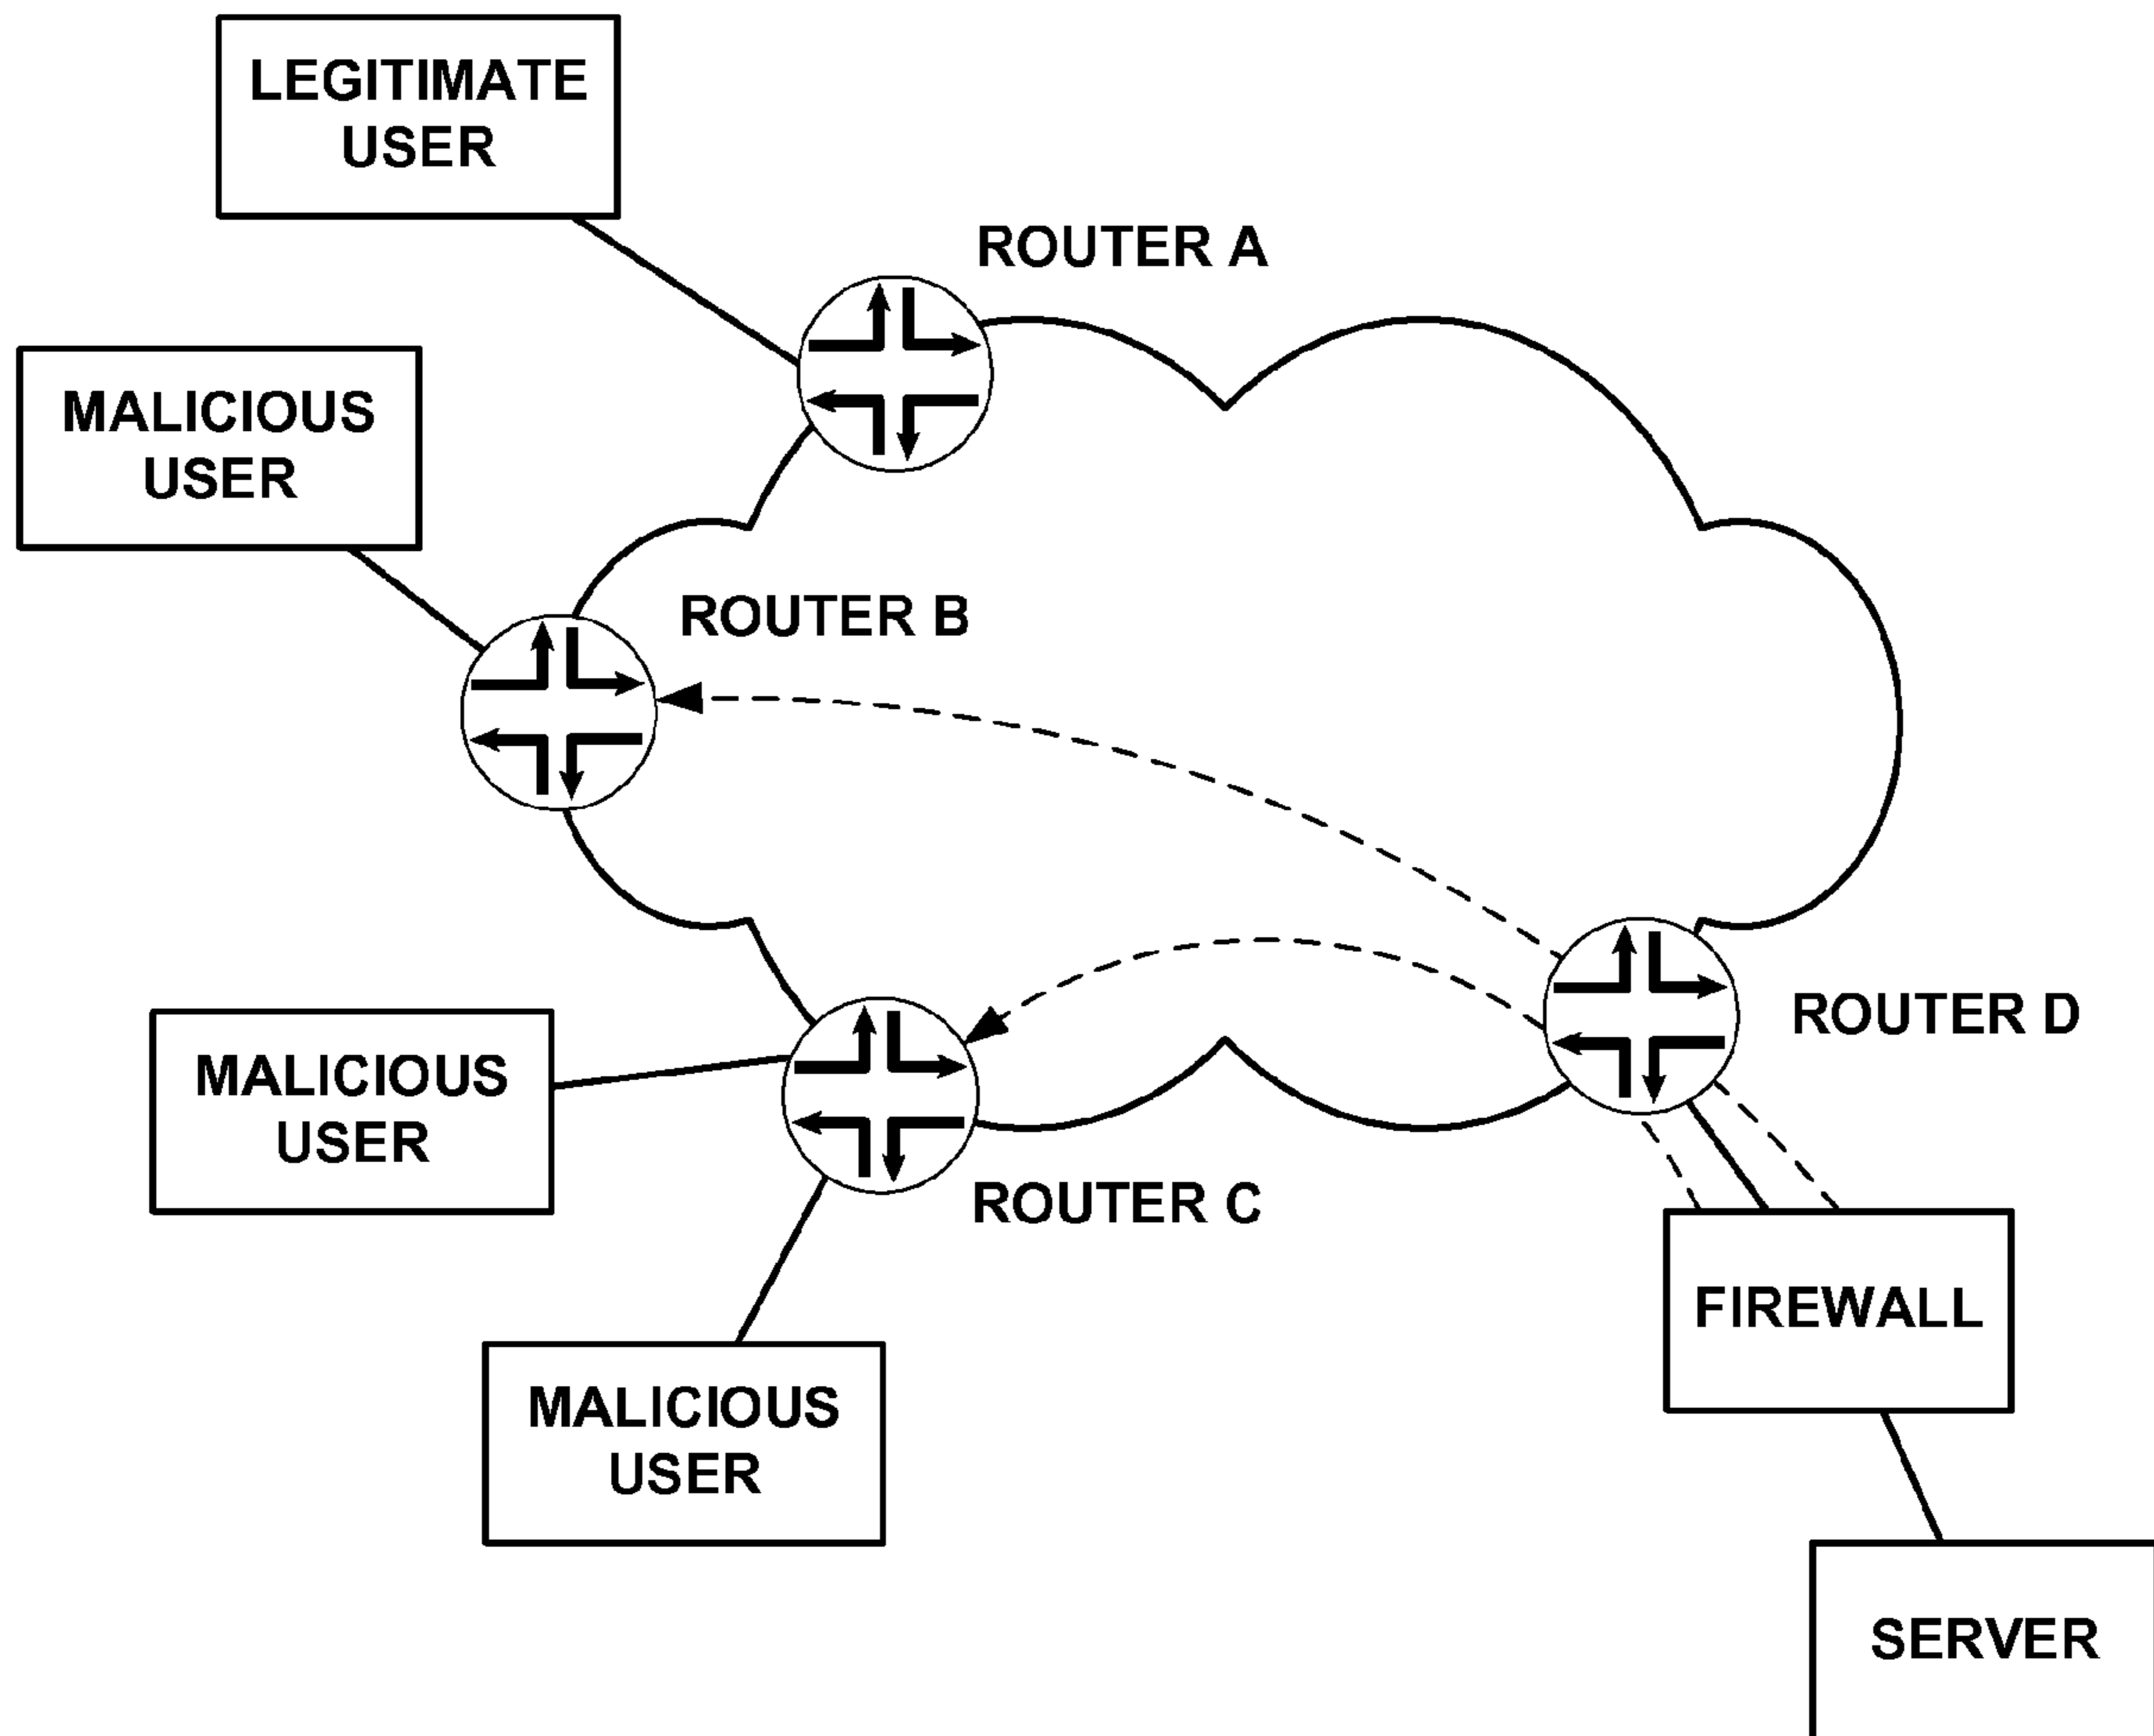 LEGITIMATE
USER
ROUTER A
MALICIOUS
USER
ROUTER B
ROUTER D
MALICIOUS
USER
ROUTER C
FIREWALL
MALICIOUS
USER
SERVER